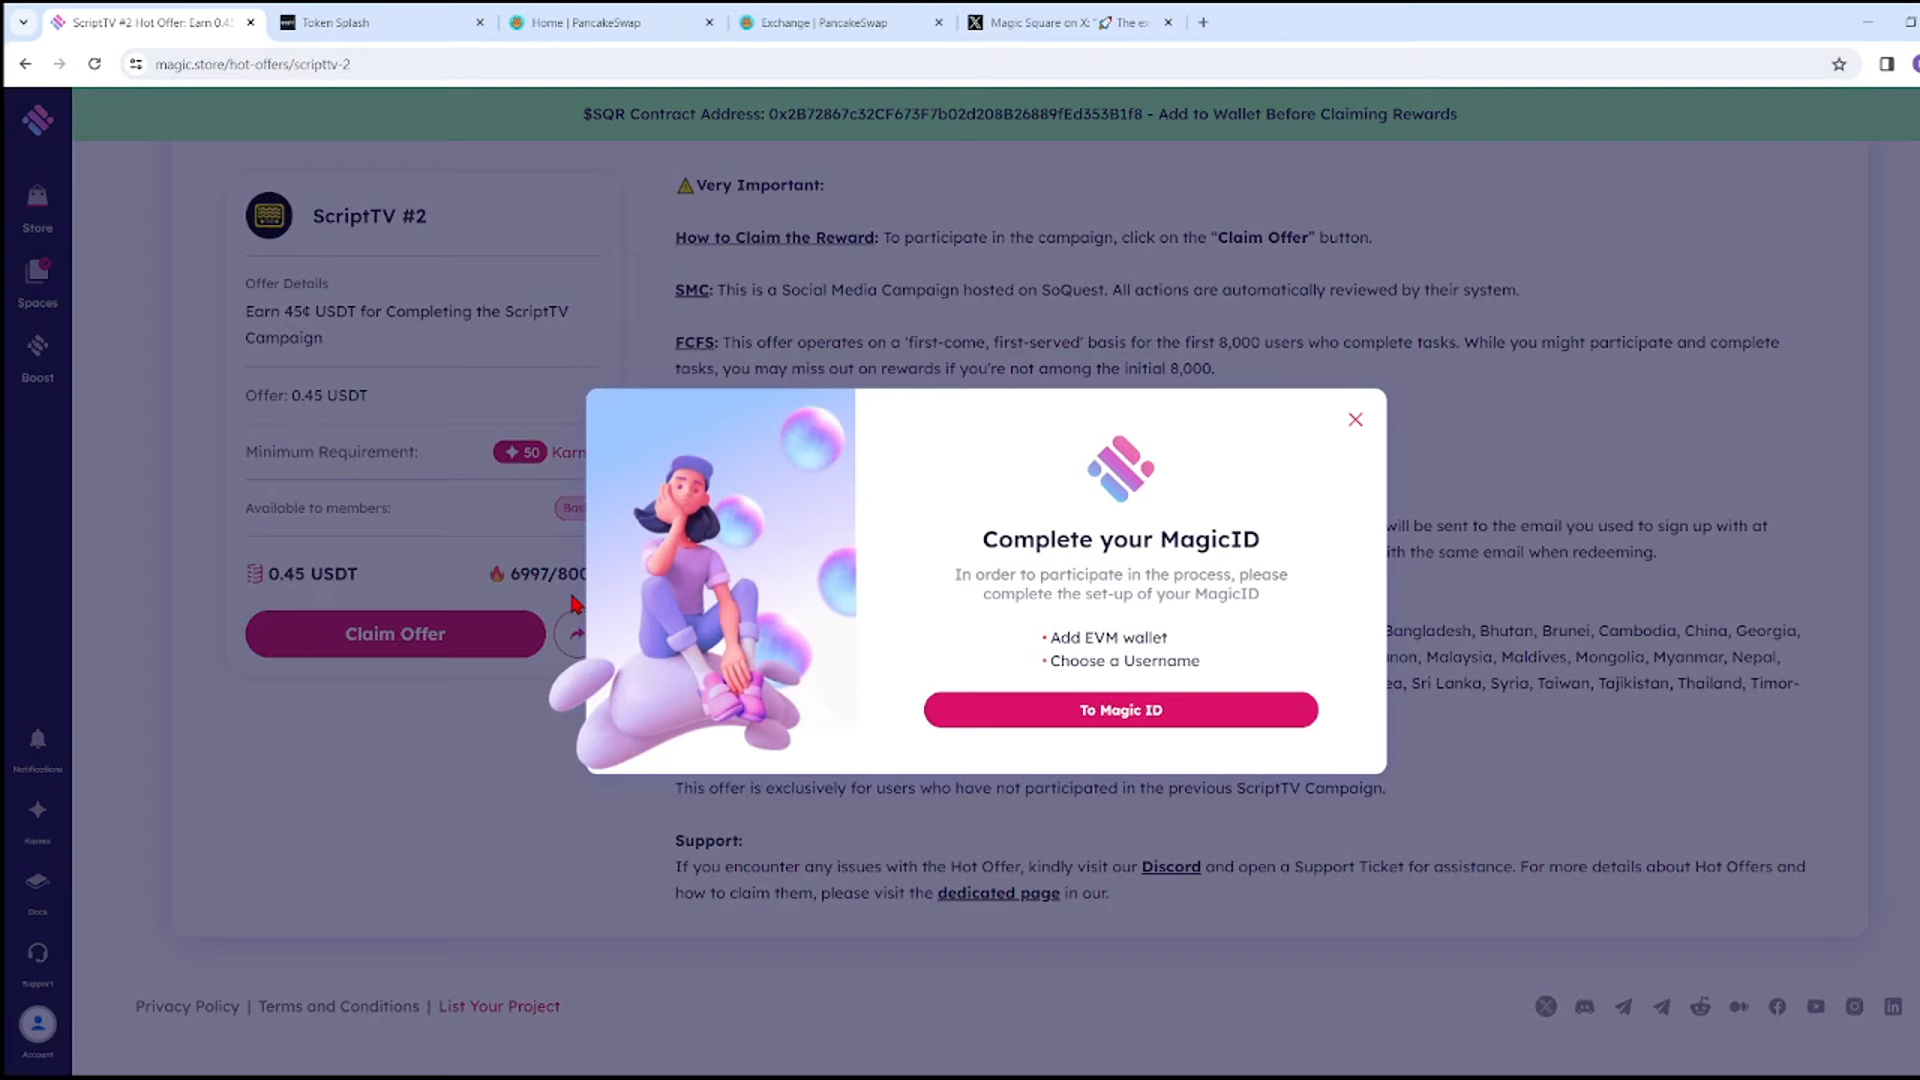 ScriptTV #2 Hot Offer: Earn 0.4
Token Splash
Home | PancakeSwap
Exchange | PancakeSwap
Magic Square on X: "🚀 The ex
magic.store/hot-offers/scripttv-2
$SQR Contract Address: 0x2B72867c32CF673F7b02d208B26889fEd353B1f8 - Add to Wallet Before Claiming Rewards
Store
Spaces
Boost
Notifications
Karma
Docs
Support
Account
ScriptTV #2
Offer Details
Earn 45¢ USDT for Completing the ScriptTV
Campaign
Offer: 0.45 USDT
Minimum Requirement: 50 Karm
Available to members: Bas
0.45 USDT 6997/800
Claim Offer
⚠Very Important:
How to Claim the Reward: To participate in the campaign, click on the “Claim Offer” button.
SMC: This is a Social Media Campaign hosted on SoQuest. All actions are automatically reviewed by their system.
FCFS: This offer operates on a 'first-come, first-served' basis for the first 8,000 users who complete tasks. While you might participate and complete
tasks, you may miss out on rewards if you're not among the initial 8,000.
Complete your MagicID
In order to participate in the process, please
complete the set-up of your MagicID
• Add EVM wallet
• Choose a Username
To Magic ID
will be sent to the email you used to sign up with at
ith the same email when redeeming.
Bangladesh, Bhutan, Brunei, Cambodia, China, Georgia,
non, Malaysia, Maldives, Mongolia, Myanmar, Nepal,
ea, Sri Lanka, Syria, Taiwan, Tajikistan, Thailand, Timor-
This offer is exclusively for users who have not participated in the previous ScriptTV Campaign.
Support:
If you encounter any issues with the Hot Offer, kindly visit our Discord and open a Support Ticket for assistance. For more details about Hot Offers and
how to claim them, please visit the dedicated page in our.
Privacy Policy | Terms and Conditions | List Your Project